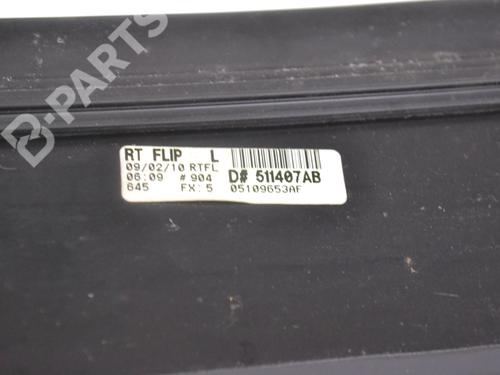 B-PARTS
RT FLIP L
09/02/10 RTFL
06:09 # 904 D# 511407AB
645 FX: 5 05109653AF